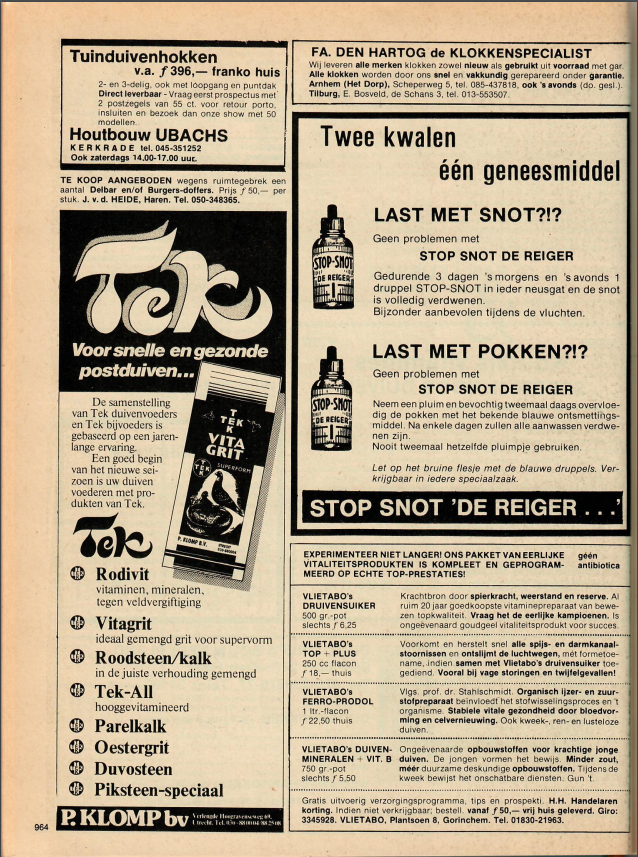 Tuinduivenhokken
v.a. ƒ 396,— franko huis
2- en 3-delig, ook met loopgang en puntdak
Direct leverbaar - Vraag eerst prospectus met
2 postzegels van 55 ct. voor retour porto,
insluiten en bezoek dan onze show met 50
modellen.
Houtbouw UBACHS
KERKRADE tel. 045-351252
Ook zaterdags 14.00-17.00 uur.
TE KOOP AANGEBODEN wegens ruimtegebrek een
aantal Delbar en/of Burgers-doffers. Prijs ƒ 50,— per
stuk. J. v.d. HEIDE, Haren. Tel. 050-348365.
Tek
Voor snelle en gezonde
postduiven...
De samenstelling
van Tek duivenvoeders
en Tek bijvoeders is
gebaseerd op een jaren-
lange ervaring.
Een goed begin
van het nieuwe sei-
zoen is uw duiven
voederen met pro-
dukten van Tek.
T
TEK
K
VITA
GRIT
T
TEK
K
SUPERFORM
P. KLOMP B.V.
Tek
Rodivit
vitaminen, mineralen,
tegen veldvergiftiging
Vitagrit
ideaal gemengd grit voor supervorm
Roodsteen/kalk
in de juiste verhouding gemengd
Tek-All
hooggevitamineerd
Parelkalk
Oestergrit
Duvosteen
Piksteen-speciaal
P. KLOMP bv
Verlengde Hoogravenseweg 69,
Utrecht. Tel. 030-880064/882508
964
FA. DEN HARTOG de KLOKKENSPECIALIST
Wij leveren alle merken klokken zowel nieuw als gebruikt uit voorraad met gar.
Alle klokken worden door ons snel en vakkundig gerepareerd onder garantie.
Arnhem (Het Dorp), Scheperweg 5, tel. 085-437818, ook 's avonds (do. gesl.).
Tilburg, E. Bosveld, de Schans 3, tel. 013-553507.
Twee kwalen
één geneesmiddel
STOP-SNOT
DE REIGER
LAST MET SNOT?!?
Geen problemen met
STOP SNOT DE REIGER
Gedurende 3 dagen 's morgens en 's avonds 1
druppel STOP-SNOT in ieder neusgat en de snot
is volledig verdwenen.
Bijzonder aanbevolen tijdens de vluchten.
STOP-SNOT
DE REIGER
LAST MET POKKEN?!?
Geen problemen met
STOP SNOT DE REIGER
Neem een pluim en bevochtig tweemaal daags overvloe-
dig de pokken met het bekende blauwe ontsmettings-
middel. Na enkele dagen zullen alle aanwassen verdwe-
nen zijn.
Nooit tweemaal hetzelfde pluimpje gebruiken.
Let op het bruine flesje met de blauwe druppels. Ver-
krijgbaar in iedere speciaalzaak.
STOP SNOT 'DE REIGER . . .'
EXPERIMENTEER NIET LANGER! ONS PAKKET VAN EERLIJKE
VITALITEITSPRODUKTEN IS KOMPLEET EN GEPROGRAM-
MEERD OP ECHTE TOP-PRESTATIES!
géén
antibiotica
VLIETABO's
DRUIVENSUIKER
500 gr.-pot
slechts ƒ 6,25
Krachtbron door spierkracht, weerstand en reserve. Al
ruim 20 jaar goedkoopste vitaminepreparaat van bewe-
zen topkwaliteit. Vraag het de eerlijke kampioenen. Is
ongeëvenaard goudgeel vitaliteitsprodukt voor succes.
VLIETABO's
TOP + PLUS
250 cc flacon
ƒ 18,— thuis
Voorkomt en herstelt snel alle spijs- en darmkanaal-
stoornissen en ontslijmt de luchtwegen, mét formote-
gename, indien samen met Vlietabo's druivensuiker toe-
gediend. Vooral bij vage storingen en twijfelgevallen!
VLIETABO's
FERRO-PRODOL
1 ltr.-flacon
ƒ 22,50 thuis
Vlgs. prof. dr. Stahlschmidt. Organisch ijzer- en zuur-
stofpreparaat beinvloedt het stofwisselingsproces en 't
organisme. Stabiele vitale gezondheid door bloedvor-
ming en celvernieuwing. Ook kweek-, ren- en lusteloze
duiven.
VLIETABO's DUIVEN-
MINERALEN + VIT. B
750 gr.-pot
slechts ƒ 5,50
Ongeëvenaarde opbouwstoffen voor krachtige jonge
duiven. De jongen vormen het bewijs. Minder zout,
méér duurzame deskundige opbouwstoffen. Tijdens de
kweek bewijst het onschatbare diensten. Gun 't.
Gratis uitvoerig verzorgingsprogramma, tips en prospekti. H.H. Handelaren
korting. Indien niet verkrijgbaar; bestell. vanaf ƒ 50,— vrij huis geleverd. Giro:
3345928. VLIETABO, Plantsoen 8, Gorinchem. Tel. 01830-21963.